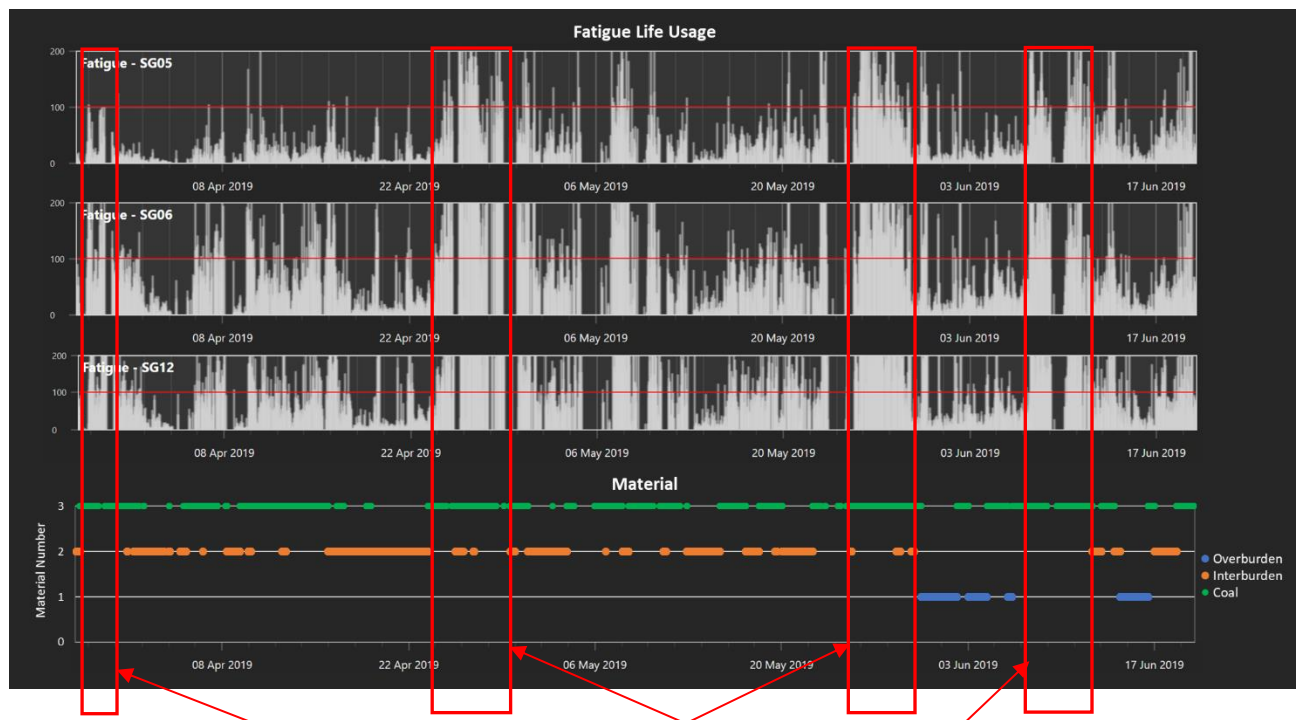 Fatigue Life Usage
200
Fatigue - SG05
100
0
08 Apr 2019 22 Apr 2019 06 May 2019 20 May 2019 03 Jun 2019 17 Jun 2019
200
Fatigue - SG06
100
0
08 Apr 2019 22 Apr 2019 06 May 2019 20 May 2019 03 Jun 2019 17 Jun 2019
200
Fatigue - SG12
100
0
08 Apr 2019 22 Apr 2019 06 May 2019 20 May 2019 03 Jun 2019 17 Jun 2019
Material
Material Number
3
2
1
0
Overburden
Interburden
Coal
08 Apr 2019 22 Apr 2019 06 May 2019 20 May 2019 03 Jun 2019 17 Jun 2019